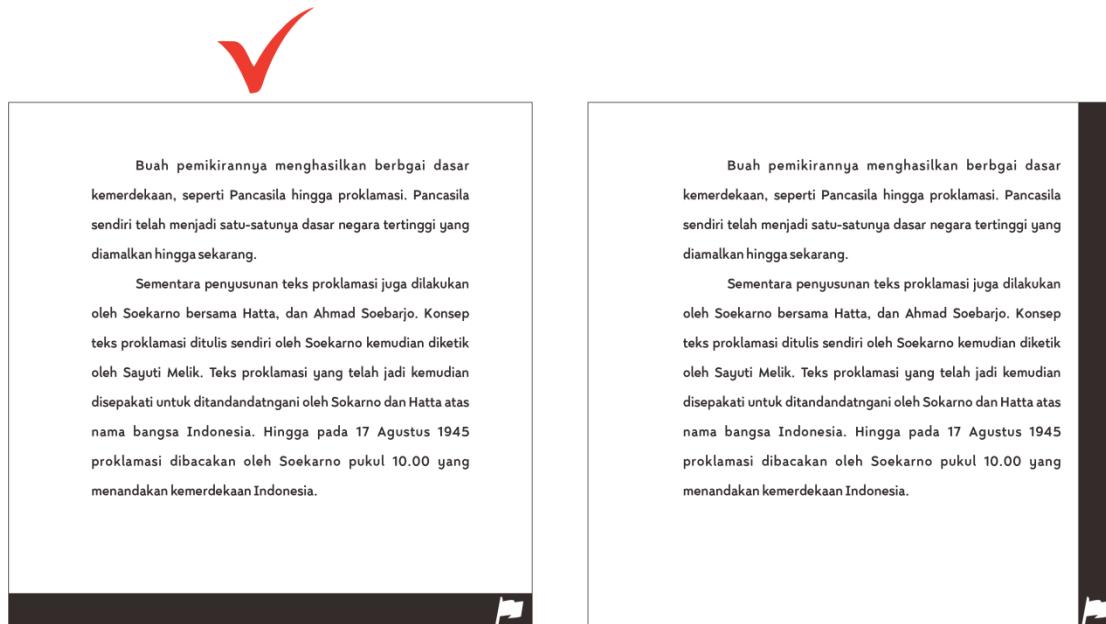 Buah pemikirannya menghasilkan berbgai dasar
kemerdekaan, seperti Pancasila hingga proklamasi. Pancasila
sendiri telah menjadi satu-satunya dasar negara tertinggi yang
diamalkan hingga sekarang.
Sementara penyusunan teks proklamasi juga dilakukan
oleh Soekarno bersama Hatta, dan Ahmad Soebarjo. Konsep
teks proklamasi ditulis sendiri oleh Soekarno kemudian diketik
oleh Sayuti Melik. Teks proklamasi yang telah jadi kemudian
disepakati untuk ditandandatngani oleh Sokarno dan Hatta atas
nama bangsa Indonesia. Hingga pada 17 Agustus 1945
proklamasi dibacakan oleh Soekarno pukul 10.00 yang
menandakan kemerdekaan Indonesia.
Buah pemikirannya menghasilkan berbgai dasar
kemerdekaan, seperti Pancasila hingga proklamasi. Pancasila
sendiri telah menjadi satu-satunya dasar negara tertinggi yang
diamalkan hingga sekarang.
Sementara penyusunan teks proklamasi juga dilakukan
oleh Soekarno bersama Hatta, dan Ahmad Soebarjo. Konsep
teks proklamasi ditulis sendiri oleh Soekarno kemudian diketik
oleh Sayuti Melik. Teks proklamasi yang telah jadi kemudian
disepakati untuk ditandandatngani oleh Sokarno dan Hatta atas
nama bangsa Indonesia. Hingga pada 17 Agustus 1945
proklamasi dibacakan oleh Soekarno pukul 10.00 yang
menandakan kemerdekaan Indonesia.